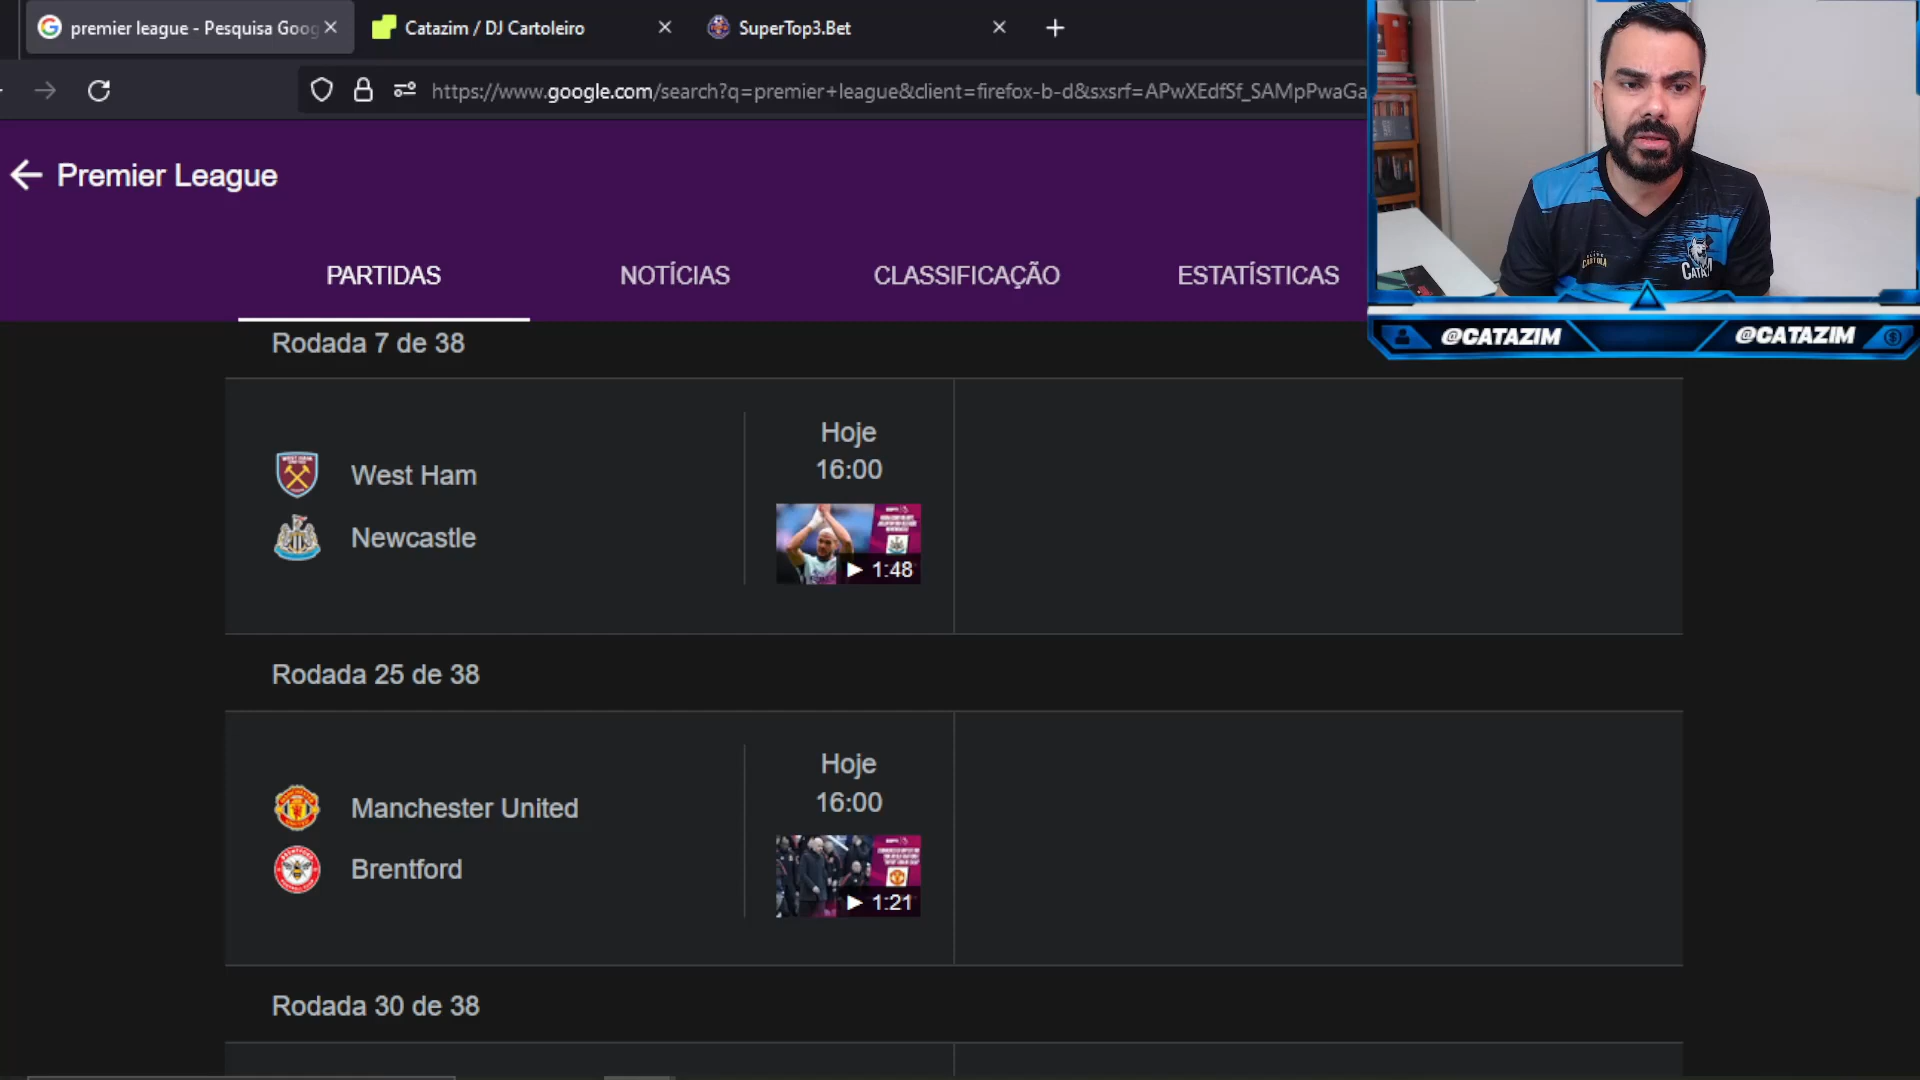 premier league - Pesquisa Goog
Catazim / DJ Cartoleiro
SuperTop3.Bet
https://www.google.com/search?q=premier+league&client=firefox-b-d&sxsrf=APwXEdfSf_SAMpPwaGa
Premier League
PARTIDAS
NOTÍCIAS
CLASSIFICAÇÃO
ESTATÍSTICAS
@CATAZIM
@CATAZIM
Rodada 7 de 38
West Ham
Newcastle
Hoje
16:00
1:48
Rodada 25 de 38
Manchester United
Brentford
Hoje
16:00
1:21
Rodada 30 de 38